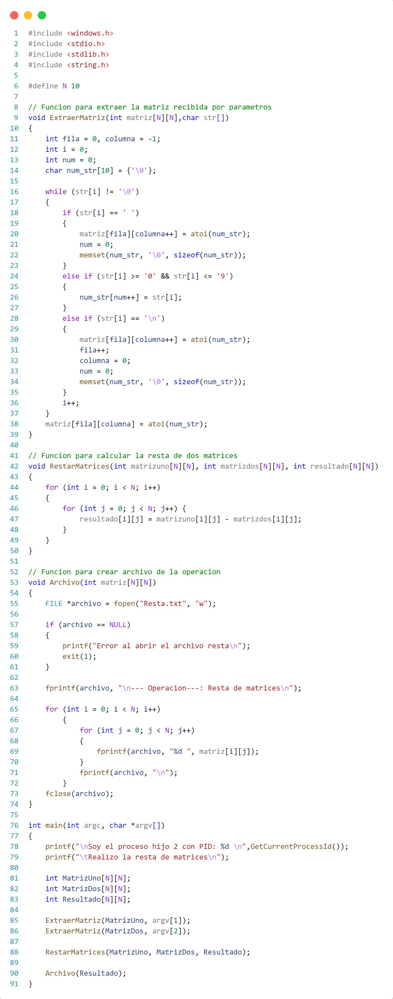 1 #include <windows.h>
2 #include <stdio.h>
3 #include <stdlib.h>
4 #include <string.h>
5
6 #define N 10
7
8 // Funcion para extraer la matriz recibida por parametros
9 void ExtraerMatriz(int matriz[N][N],char str[])
10 {
11     int fila = 0, columna = -1;
12     int i = 0;
13     int num = 0;
14     char num_str[10] = {'\0'};
15
16     while (str[i] != '\0')
17     {
18         if (str[i] == ' ')
19         {
20             matriz[fila][columna++] = atoi(num_str);
21             num = 0;
22             memset(num_str, '\0', sizeof(num_str));
23         }
24         else if (str[i] >= '0' && str[i] <= '9')
25         {
26             num_str[num++] = str[i];
27         }
28         else if (str[i] == '\n')
29         {
30             matriz[fila][columna++] = atoi(num_str);
31             fila++;
32             columna = 0;
33             num = 0;
34             memset(num_str, '\0', sizeof(num_str));
35         }
36         i++;
37     }
38     matriz[fila][columna] = atoi(num_str);
39 }
40
41 // Funcion para calcular la resta de dos matrices
42 void RestarMatrices(int matrizuno[N][N], int matrizdos[N][N], int resultado[N][N])
43 {
44     for (int i = 0; i < N; i++)
45     {
46         for (int j = 0; j < N; j++) {
47             resultado[i][j] = matrizuno[i][j] - matrizdos[i][j];
48         }
49     }
50 }
51
52 // Funcion para crear archivo de la operacion
53 void Archivo(int matriz[N][N])
54 {
55     FILE *archivo = fopen("Resta.txt", "w");
56
57     if (archivo == NULL)
58     {
59         printf("Error al abrir el archivo resta\n");
60         exit(1);
61     }
62
63     fprintf(archivo, "\n--- Operacion---: Resta de matrices\n");
64
65     for (int i = 0; i < N; i++)
66         {
67             for (int j = 0; j < N; j++)
68             {
69                 fprintf(archivo, "%d ", matriz[i][j]);
70             }
71             fprintf(archivo, "\n");
72         }
73     fclose(archivo);
74 }
75
76 int main(int argc, char *argv[])
77 {
78     printf("\nSoy el proceso hijo 2 con PID: %d \n",GetCurrentProcessId());
79     printf("\tRealizo la resta de matrices\n");
80
81     int MatrizUno[N][N];
82     int MatrizDos[N][N];
83     int Resultado[N][N];
84
85     ExtraerMatriz(MatrizUno, argv[1]);
86     ExtraerMatriz(MatrizDos, argv[2]);
87
88     RestarMatrices(MatrizUno, MatrizDos, Resultado);
89
90     Archivo(Resultado);
91 }